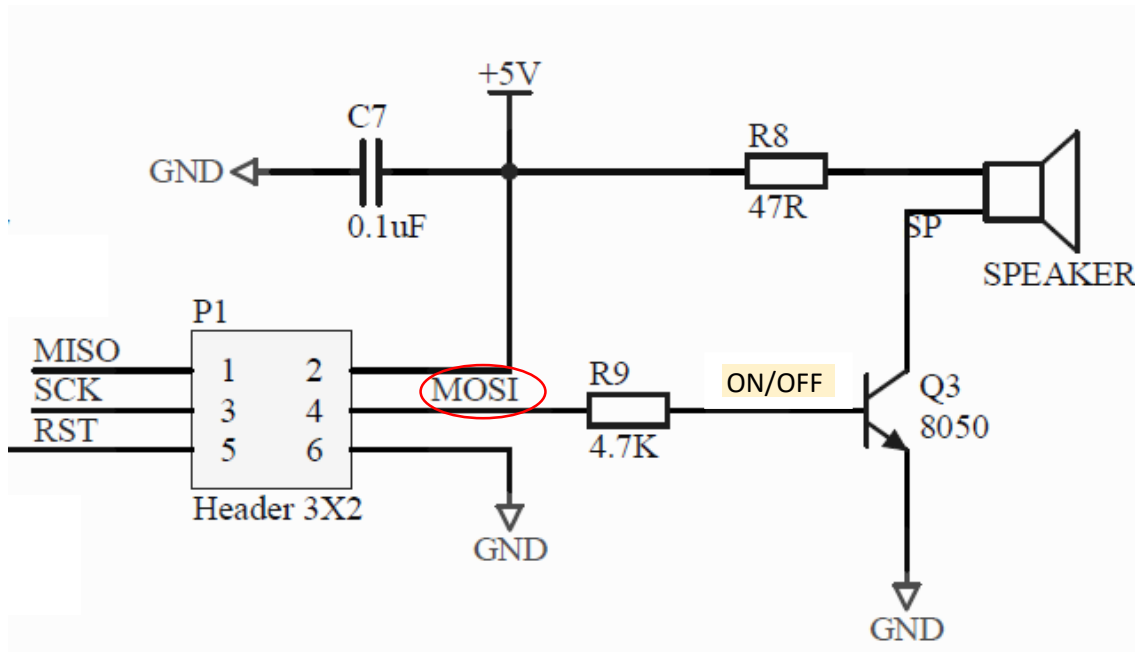 +5V
C7
GND
0.1uF
R8
47R
SP
SPEAKER
P1
MISO
SCK
RST
1 2
3 4
5 6
Header 3X2
MOSI
R9
4.7K
ON/OFF
Q3
8050
GND
GND